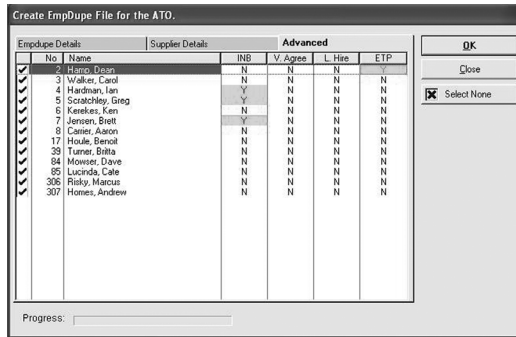 Create EmpDupe File for the ATO.
Empdupe Details Supplier Details Advanced
No Name INB V. Agree L. Hire ETP
2 Hamp, Dean N N N Y
3 Walker, Carol N N N N
4 Hardman, Ian Y N N N
5 Scratchley, Greg Y N N N
6 Kerekes, Ken N N N N
7 Jensen, Brett Y N N N
8 Carrier, Aaron N N N N
17 Houle, Benoit N N N N
39 Turner, Britta N N N N
84 Mowser, Dave N N N N
85 Lucinda, Cate N N N N
306 Risky, Marcus N N N N
307 Homes, Andrew N N N N
OK
Close
Select None
Progress: